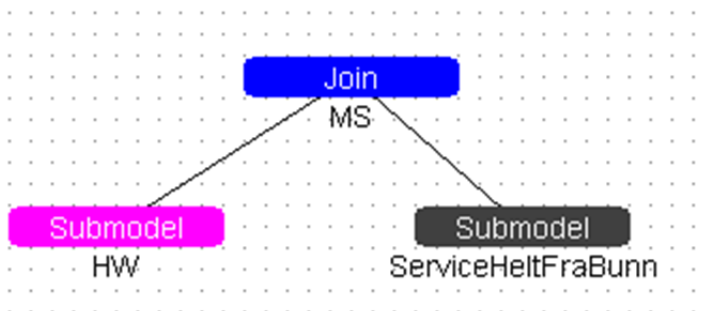 Join
MS
Submodel
HW
Submodel
ServiceHeltFraBunn